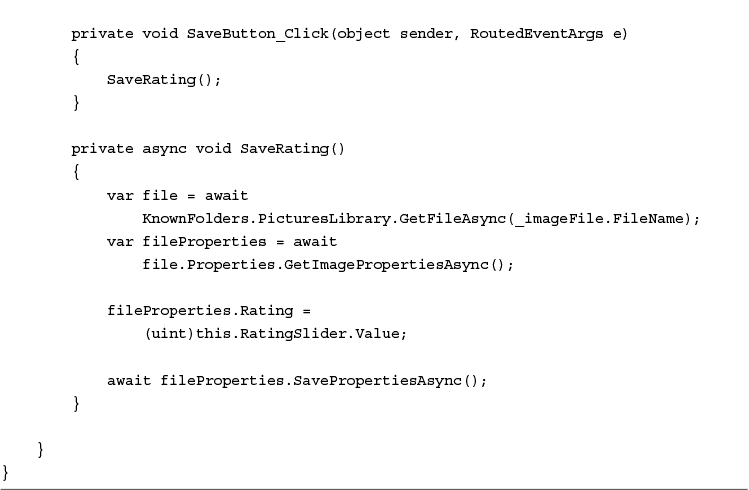 private void SaveButton_Click(object sender, RoutedEventArgs e)
        {
            SaveRating();
        }

        private async void SaveRating()
        {
            var file = await
                KnownFolders.PicturesLibrary.GetFileAsync(_imageFile.FileName);
            var fileProperties = await
                file.Properties.GetImagePropertiesAsync();

            fileProperties.Rating =
                (uint)this.RatingSlider.Value;

            await fileProperties.SavePropertiesAsync();
        }

    }
}